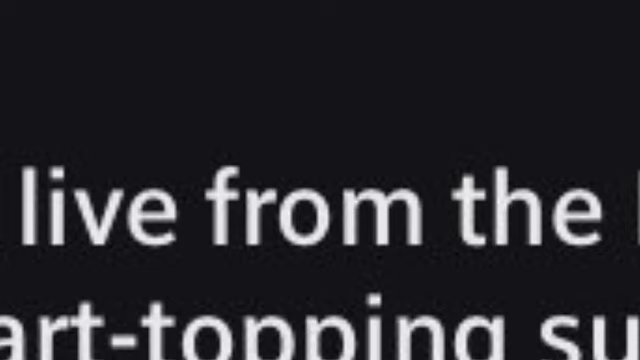 live from the
art-topping su